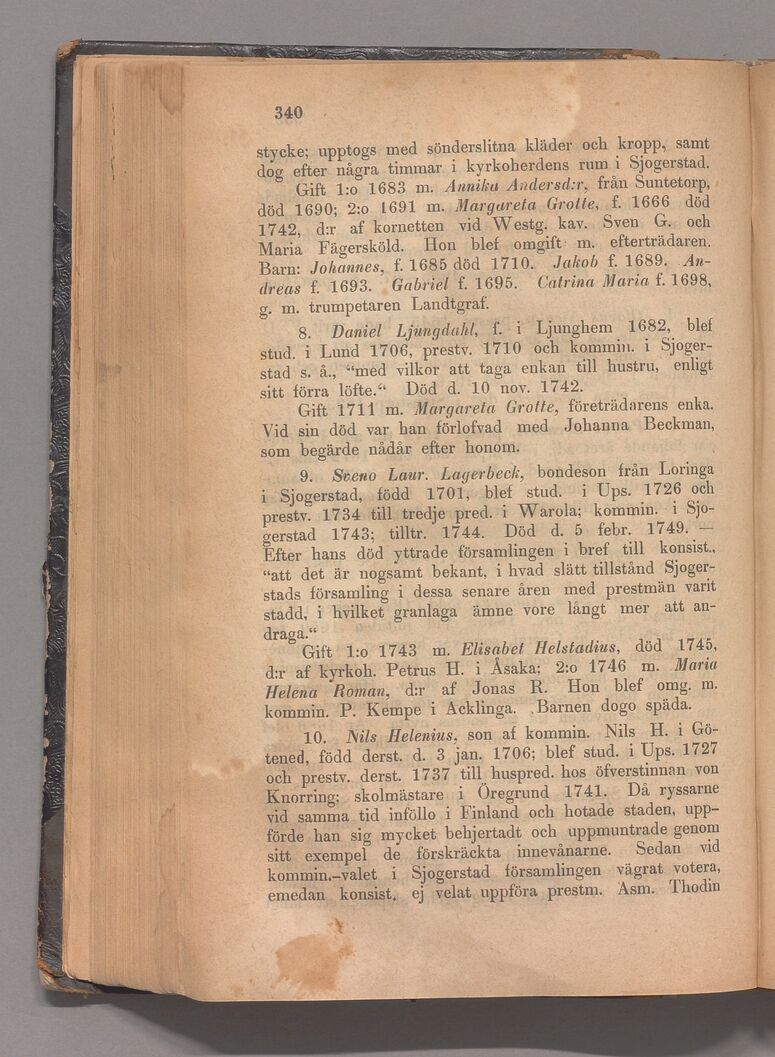 340
stycke; upptogs med sönderslitna kläder och kropp, samt
dog efter några timmar i kyrkoherdens rum i Sjogerstad.
Gift 1:o 1683 m. Annika Andersd:r, från Suntetorp,
död 1690; 2:o 1691 m. Margareta Grotte, f. 1666 död
1742, d:r af kornetten vid Westg. kav. Sven G. och
Maria Fägersköld. Hon blef omgift m. efterträdaren.
Barn: Johannes, f. 1685 död 1710. Jakob f. 1689. An-
dreas f. 1693. Gabriel f. 1695. Catrina Maria f. 1698,
g. m. trumpetaren Landtgraf.
8. Daniel Ljungdahl, f. i Ljunghem 1682, blef
stud. i Lund 1706, prestv. 1710 och kommin. i Sjoger-
stad s. å., “med vilkor att taga enkan till hustru, enligt
sitt förra löfte.“ Död d. 10 nov. 1742.
Gift 1711 m. Margareta Grotte, företrädarens enka.
Vid sin död var han förlofvad med Johanna Beckman,
som begärde nådår efter honom.
9. Sveno Laur. Lagerbeck, bondeson från Loringa
i Sjogerstad, född 1701, blef stud. i Ups. 1726 och
prestv. 1734 till tredje pred. i Warola; kommin. i Sjo-
gerstad 1743; tilltr. 1744. Död d. 5 febr. 1749. —
Efter hans död yttrade församlingen i bref till konsist.,
“att det är nogsamt bekant, i hvad slätt tillstånd Sjoger-
stads församling i dessa senare åren med prestmän varit
stadd, i hvilket granlaga ämne vore långt mer att an-
draga.“
Gift 1:o 1743 m. Elisabet Helstadius, död 1745,
d:r af kyrkoh. Petrus H. i Åsaka; 2:o 1746 m. Maria
Helena Roman, d:r af Jonas R. Hon blef omg. m.
kommin. P. Kempe i Acklinga. Barnen dogo späda.
10. Nils Helenius, son af kommin. Nils H. i Gö-
tened, född derst. d. 3 jan. 1706; blef stud. i Ups. 1727
och prestv. derst. 1737 till huspred. hos öfverstinnan von
Knorring; skolmästare i Öregrund 1741. Då ryssarne
vid samma tid inföllo i Finland och hotade staden, upp-
förde han sig mycket behjertadt och uppmuntrade genom
sitt exempel de förskräckta innevånarne. Sedan vid
kommin.-valet i Sjogerstad församlingen vägrat votera,
emedan konsist. ej velat uppföra prestm. Asm. Thodin